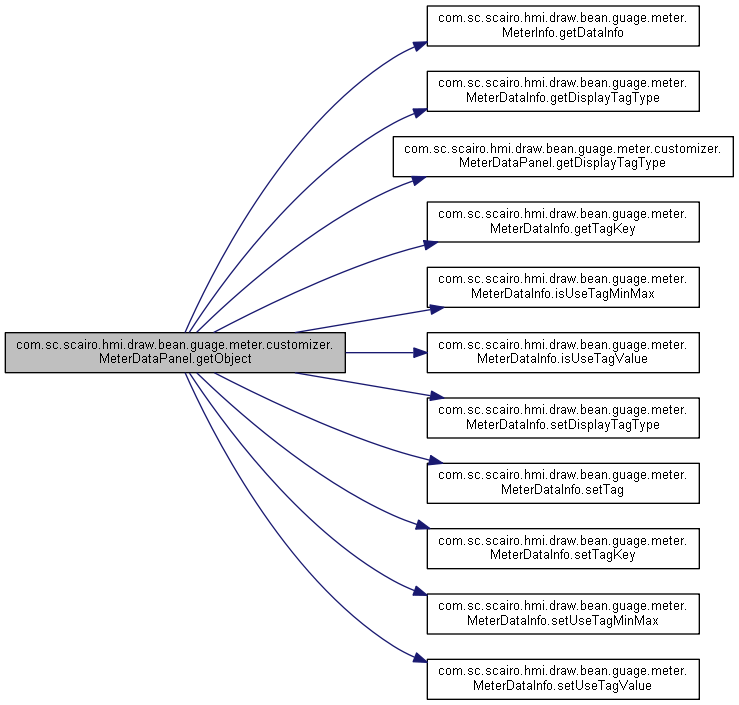 com.sc.scairo.hmi.draw.bean.guage.meter.
MeterInfo.getDataInfo
com.sc.scairo.hmi.draw.bean.guage.meter.
MeterDataInfo.getDisplayTagType
com.sc.scairo.hmi.draw.bean.guage.meter.customizer.
MeterDataPanel.getDisplayTagType
com.sc.scairo.hmi.draw.bean.guage.meter.
MeterDataInfo.getTagKey
com.sc.scairo.hmi.draw.bean.guage.meter.
MeterDataInfo.isUseTagMinMax
com.sc.scairo.hmi.draw.bean.guage.meter.customizer.
MeterDataPanel.getObject
com.sc.scairo.hmi.draw.bean.guage.meter.
MeterDataInfo.isUseTagValue
com.sc.scairo.hmi.draw.bean.guage.meter.
MeterDataInfo.setDisplayTagType
com.sc.scairo.hmi.draw.bean.guage.meter.
MeterDataInfo.setTag
com.sc.scairo.hmi.draw.bean.guage.meter.
MeterDataInfo.setTagKey
com.sc.scairo.hmi.draw.bean.guage.meter.
MeterDataInfo.setUseTagMinMax
com.sc.scairo.hmi.draw.bean.guage.meter.
MeterDataInfo.setUseTagValue